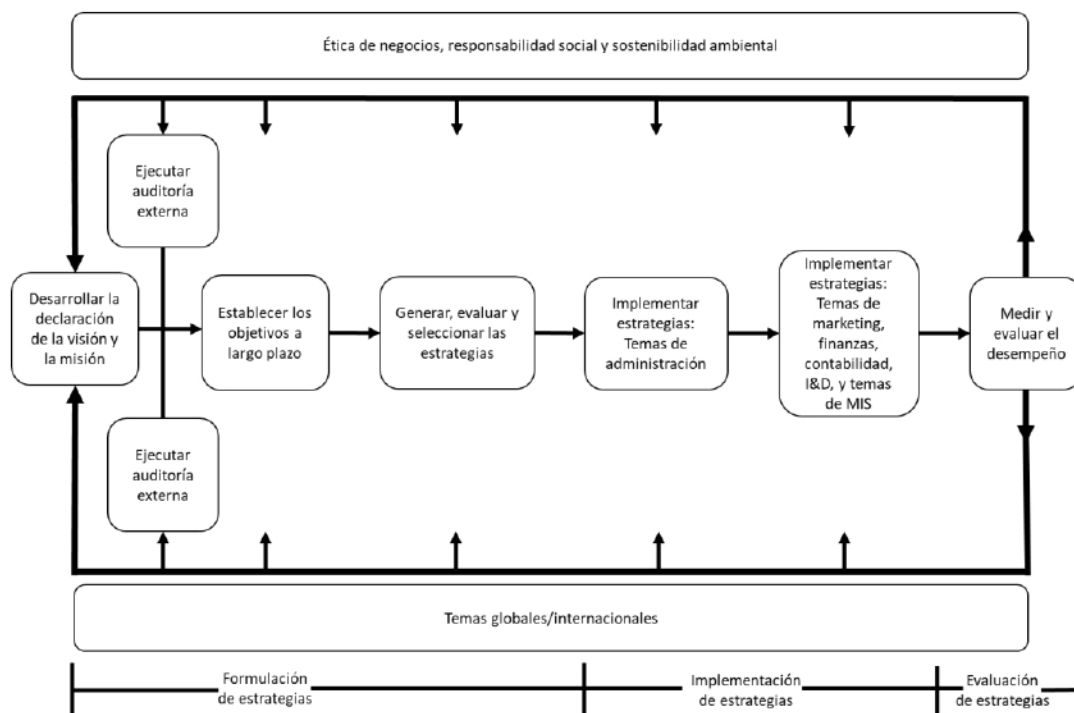 Ética de negocios, responsabilidad social y sostenibilidad ambiental
Ejecutar
auditoría
externa
Desarrollar la
declaración
de la visión y
la misión
Establecer los
objetivos a
largo plazo
Generar, evaluar y
seleccionar las
estrategias
Implementar
estrategias:
Temas de
administración
Implementar
estrategias:
Temas de
marketing,
finanzas,
contabilidad,
I&D, y temas
de MIS
Medir y
evaluar el
desempeño
Ejecutar
auditoría
externa
Temas globales/internacionales
Formulación
de estrategias
Implementación
de estrategias
Evaluación
de estrategias